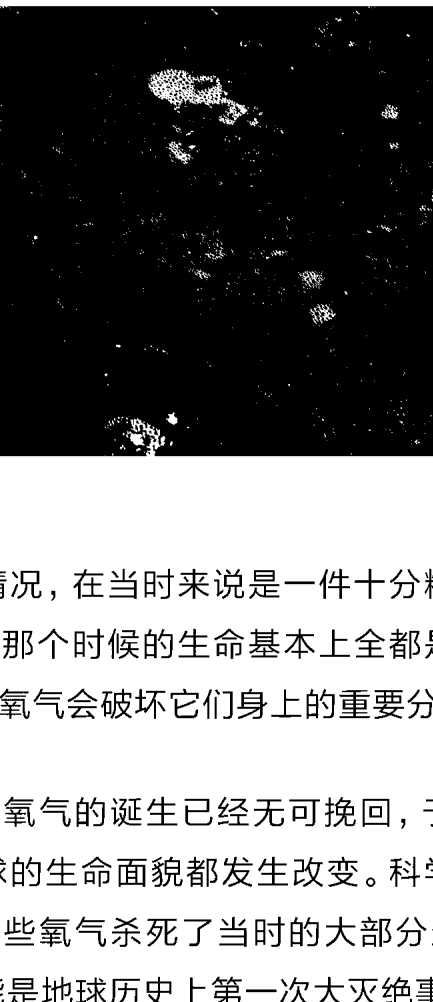 况，在当时来说是一件十分
那个时候的生命基本上全都
氧气会破坏它们身上的重要分
氧气的诞生已经无可挽回，
的生命面貌都发生改变。科
些氧气杀死了当时的大部分
是地球历史上第一次大灭绝